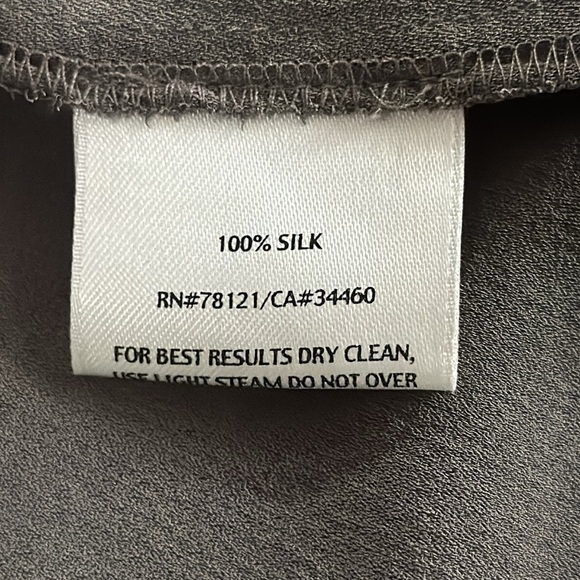 100% SILK
RN#78121/CA#34460
FOR BEST RESULTS DRY CLEAN,
USE LIGHT STEAM DO NOT OVER